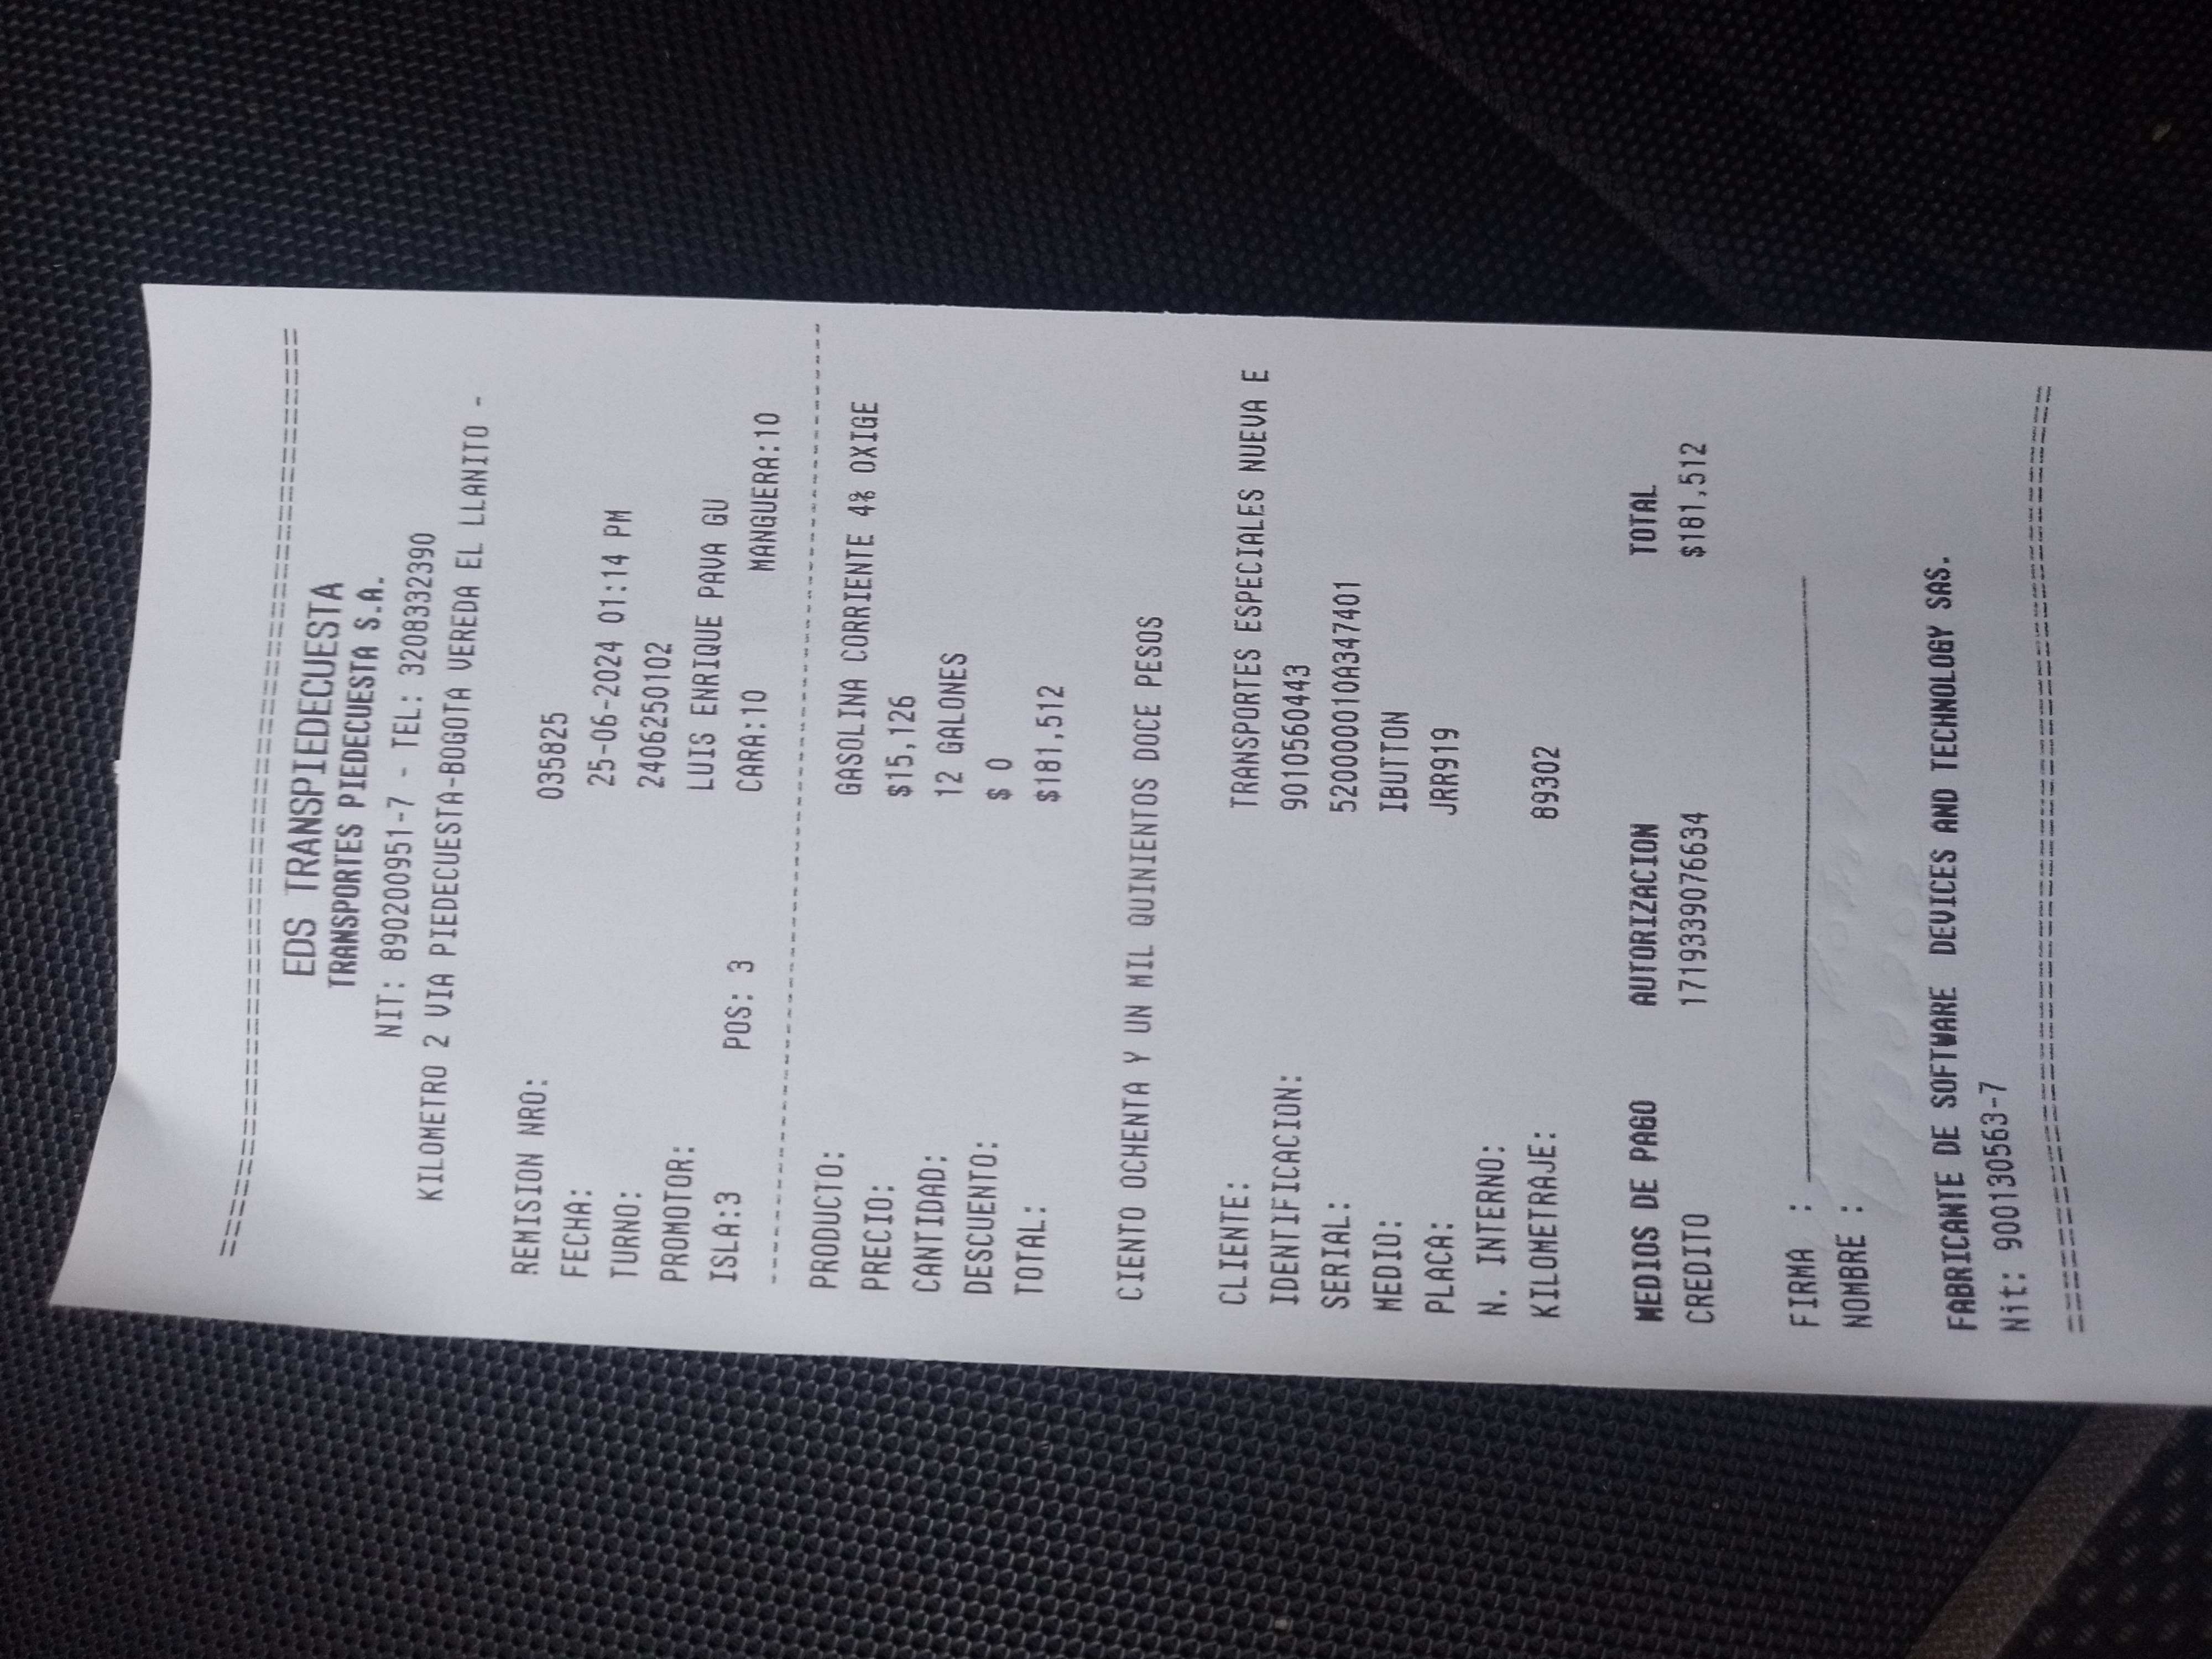 ================================================
EDS TRANSPIEDECUESTA
TRANSPORTES PIEDECUESTA S.A.
NIT: 890200951-7 - TEL: 3208332390
KILOMETRO 2 VIA PIEDECUESTA-BOGOTA VEREDA EL LLANITO -
REMISION NRO: 035825
FECHA: 25-06-2024 01:14 PM
TURNO: 2406250102
PROMOTOR: LUIS ENRIQUE PAVA GU
ISLA:3 POS: 3 CARA:10 MANGUERA:10
------------------------------------------------
PRODUCTO: GASOLINA CORRIENTE 4% OXIGE
PRECIO: $15,126
CANTIDAD: 12 GALONES
DESCUENTO: $ 0
TOTAL: $181,512
CIENTO OCHENTA Y UN MIL QUINIENTOS DOCE PESOS
CLIENTE: TRANSPORTES ESPECIALES NUEVA E
IDENTIFICACION: 9010560443
SERIAL: 520000010A347401
MEDIO: IBUTTON
PLACA: JRR919
N. INTERNO:
KILOMETRAJE: 89302
MEDIOS DE PAGO AUTORIZACION TOTAL
CREDITO 1719339076634 $181,512
FIRMA : ______________________________
NOMBRE :
FABRICANTE DE SOFTWARE DEVICES AND TECHNOLOGY SAS.
Nit: 900130563-7
================================================